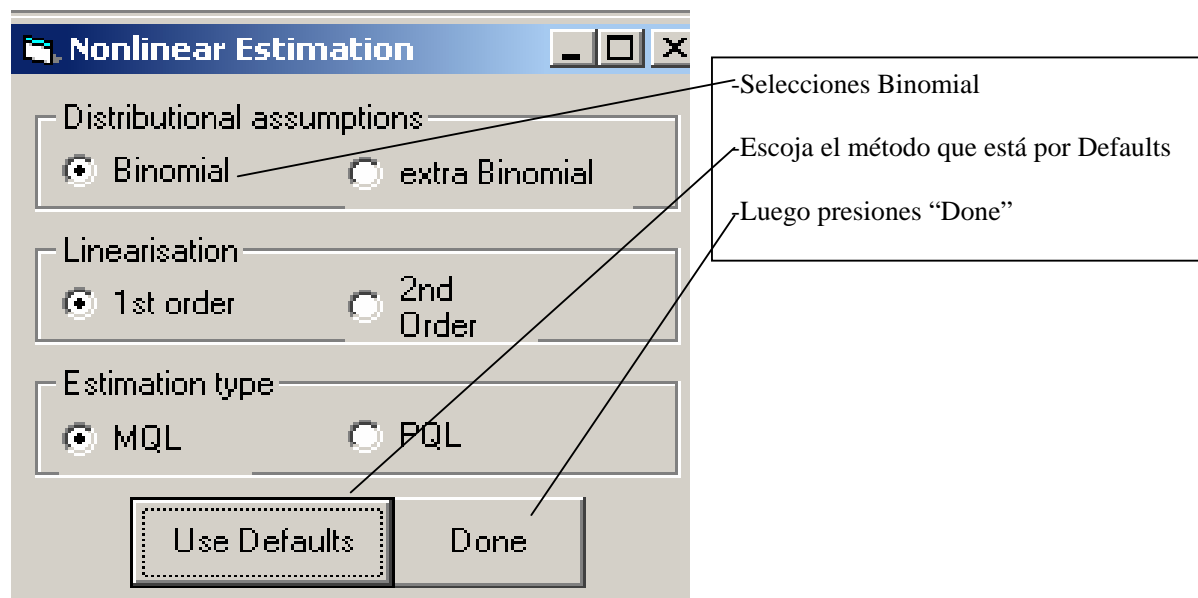 Nonlinear Estimation
Distributional assumptions
Binomial
extra Binomial
Linearisation
1st order
2nd
Order
Estimation type
MQL
PQL
Use Defaults
Done
-Selecciones Binomial
-Escoja el método que está por Defaults
-Luego presiones “Done”